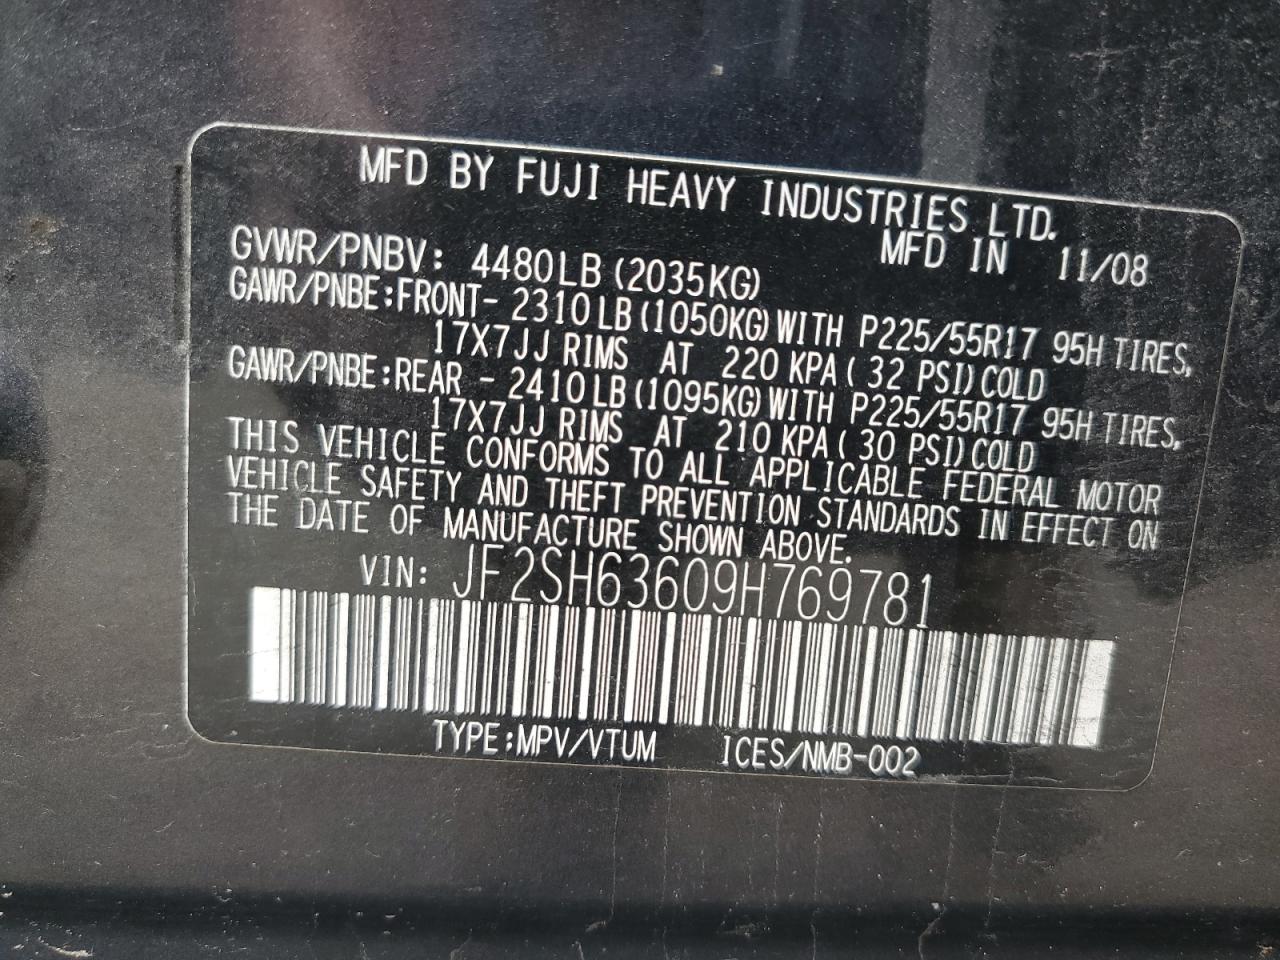 MFD BY FUJI HEAVY INDUSTRIES LTD.
MFD IN 11/08
GVWR/PNBV: 4480LB (2035KG)
GAWR/PNBE:FRONT- 2310LB(1050KG)WITH P225/55R17 95H TIRES,
17X7JJ RIMS AT 220 KPA( 32 PSI)COLD
GAWR/PNBE:REAR - 2410LB(1095KG)WITH P225/55R17 95H TIRES,
17X7JJ RIMS AT 210 KPA( 30 PSI)COLD
THIS VEHICLE CONFORMS TO ALL APPLICABLE FEDERAL MOTOR
VEHICLE SAFETY AND THEFT PREVENTION STANDARDS IN EFFECT ON
THE DATE OF MANUFACTURE SHOWN ABOVE.
VIN: JF2SH63609H769781
TYPE:MPV/VTUM ICES/NMB-002